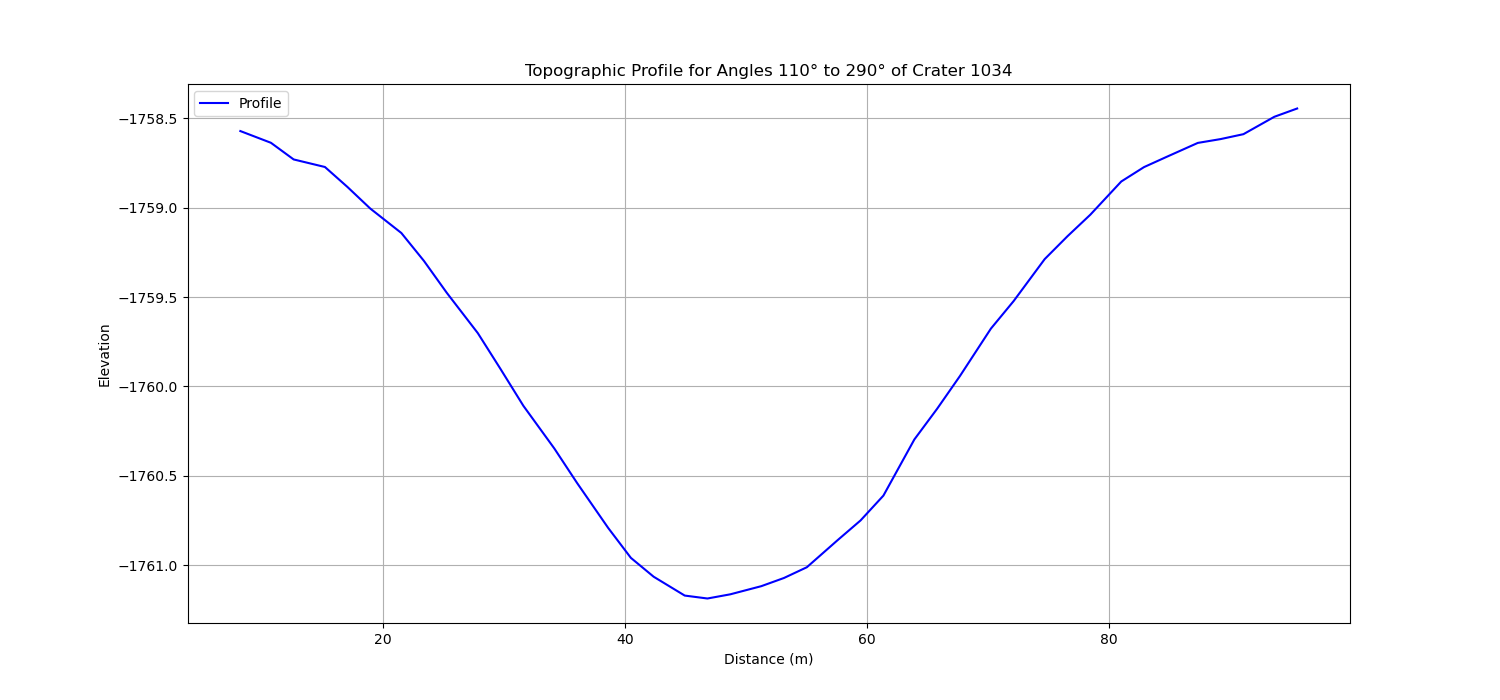 Topographic Profile for Angles 110° to 290° of Crater 1034
Profile
−1758.5
−1759.0
−1759.5
−1760.0
−1760.5
−1761.0
Elevation
20
40
60
80
Distance (m)